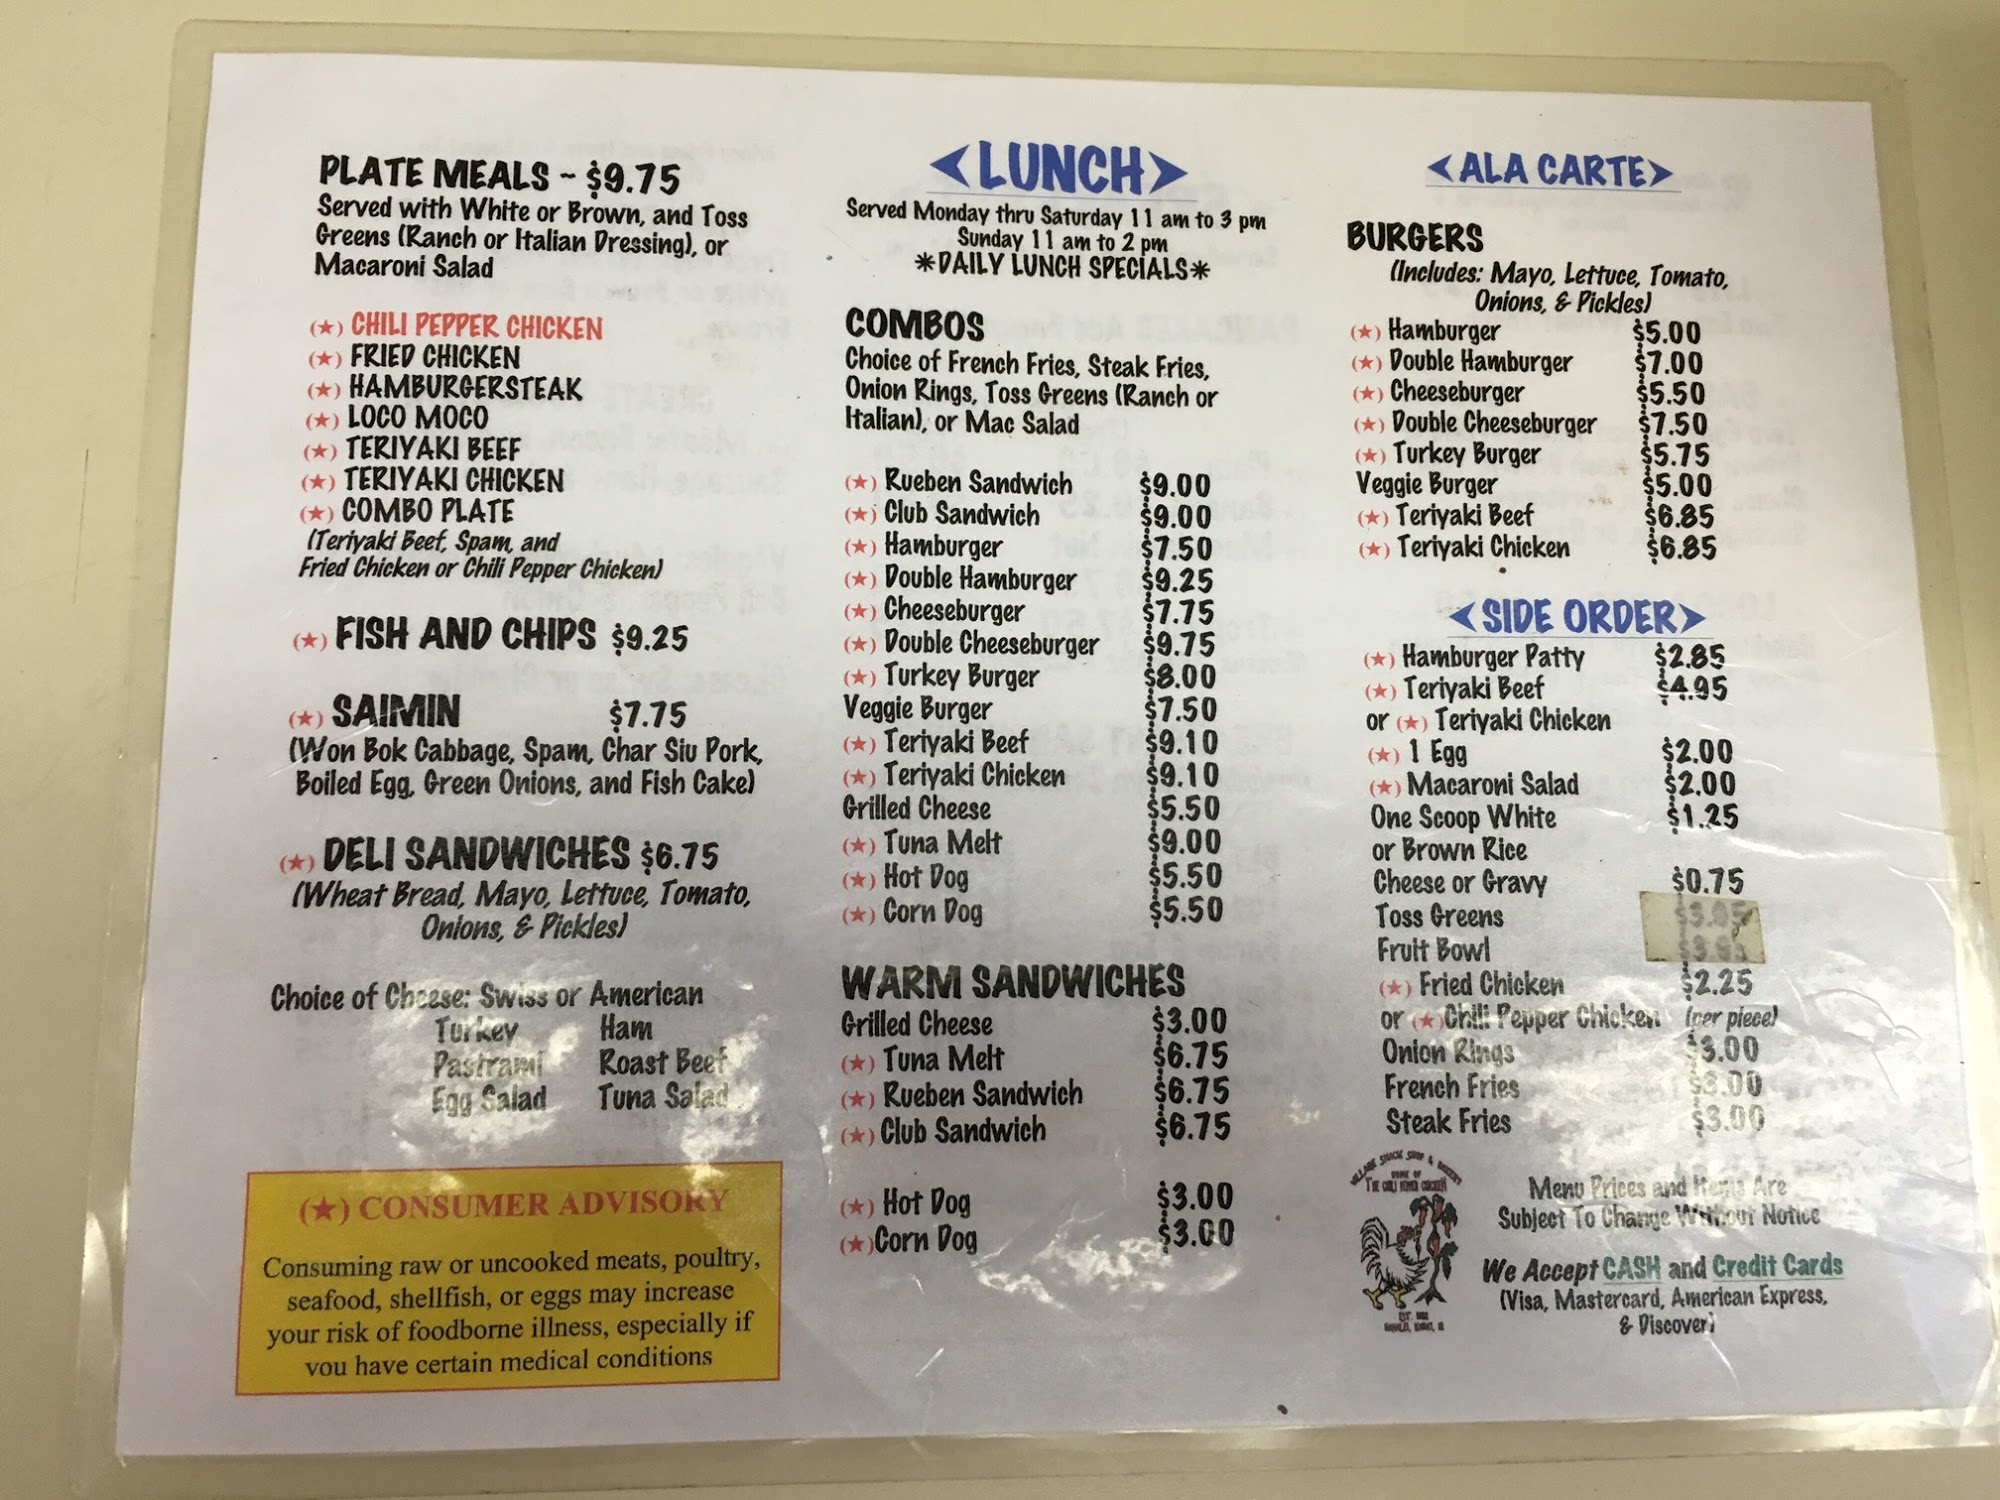 PLATE MEALS ~ $9.75
Served with White or Brown, and Toss
Greens (Ranch or Italian Dressing), or
Macaroni Salad
(★) CHILI PEPPER CHICKEN
(★) FRIED CHICKEN
(★) HAMBURGERSTEAK
(★) LOCO MOCO
(★) TERIYAKI BEEF
(★) TERIYAKI CHICKEN
(★) COMBO PLATE
(Teriyaki Beef, Spam, and
Fried Chicken or Chili Pepper Chicken)
(★) FISH AND CHIPS $9.25
(★) SAIMIN $7.75
(Won Bok Cabbage, Spam, Char Siu Pork,
Boiled Egg, Green Onions, and Fish Cake)
(★) DELI SANDWICHES $6.75
(Wheat Bread, Mayo, Lettuce, Tomato,
Onions, & Pickles)
Choice of Cheese: Swiss or American
Turkey Ham
Pastrami Roast Beef
Egg Salad Tuna Salad
(★) CONSUMER ADVISORY
Consuming raw or uncooked meats, poultry,
seafood, shellfish, or eggs may increase
your risk of foodborne illness, especially if
you have certain medical conditions
<LUNCH>
Served Monday thru Saturday 11 am to 3 pm
Sunday 11 am to 2 pm
*DAILY LUNCH SPECIALS*
COMBOS
Choice of French Fries, Steak Fries,
Onion Rings, Toss Greens (Ranch or
Italian), or Mac Salad
(★) Rueben Sandwich $9.00
(★) Club Sandwich $9.00
(★) Hamburger $7.50
(★) Double Hamburger $9.25
(★) Cheeseburger $7.75
(★) Double Cheeseburger $9.75
(★) Turkey Burger $8.00
Veggie Burger $7.50
(★) Teriyaki Beef $9.10
(★) Teriyaki Chicken $9.10
Grilled Cheese $5.50
(★) Tuna Melt $9.00
(★) Hot Dog $5.50
(★) Corn Dog $5.50
WARM SANDWICHES
Grilled Cheese $3.00
(★) Tuna Melt $6.75
(★) Rueben Sandwich $6.75
(★) Club Sandwich $6.75
(★) Hot Dog $3.00
(★)Corn Dog $3.00
<ALA CARTE>
BURGERS
(Includes: Mayo, Lettuce, Tomato,
Onions, & Pickles)
(★) Hamburger $5.00
(★) Double Hamburger $7.00
(★) Cheeseburger $5.50
(★) Double Cheeseburger $7.50
(★) Turkey Burger $5.75
Veggie Burger $5.00
(★) Teriyaki Beef $6.85
(★) Teriyaki Chicken $6.85
<SIDE ORDER>
(★) Hamburger Patty $2.85
(★) Teriyaki Beef $4.95
or (★) Teriyaki Chicken
(★) 1 Egg $2.00
(★) Macaroni Salad $2.00
One Scoop White $1.25
or Brown Rice
Cheese or Gravy $0.75
Toss Greens
Fruit Bowl
(★) Fried Chicken $2.25
or (★)Chili Pepper Chicken (per piece)
Onion Rings $3.00
French Fries $3.00
Steak Fries $3.00
VILLAGE SNACK SHOP & BAKERY
HOME OF
THE CHILI PEPPER CHICKEN
Menu Prices and Items Are
Subject To Change Without Notice
We Accept CASH and Credit Cards
(Visa, Mastercard, American Express,
& Discover)